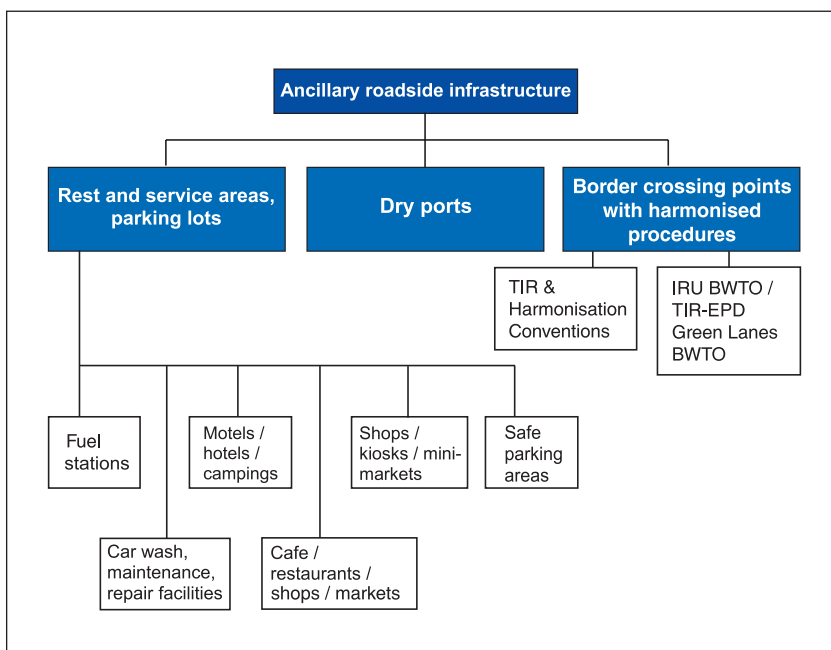 Ancillary roadside infrastructure
Rest and service areas,
parking lots
Dry ports
Border crossing points
with harmonised
procedures
TIR &
Harmonisation
Conventions
IRU BWTO /
TIR-EPD
Green Lanes
BWTO
Fuel
stations
Motels /
hotels /
campings
Shops /
kiosks / mini-
markets
Safe
parking
areas
Car wash,
maintenance,
repair facilities
Cafe /
restaurants /
shops / markets